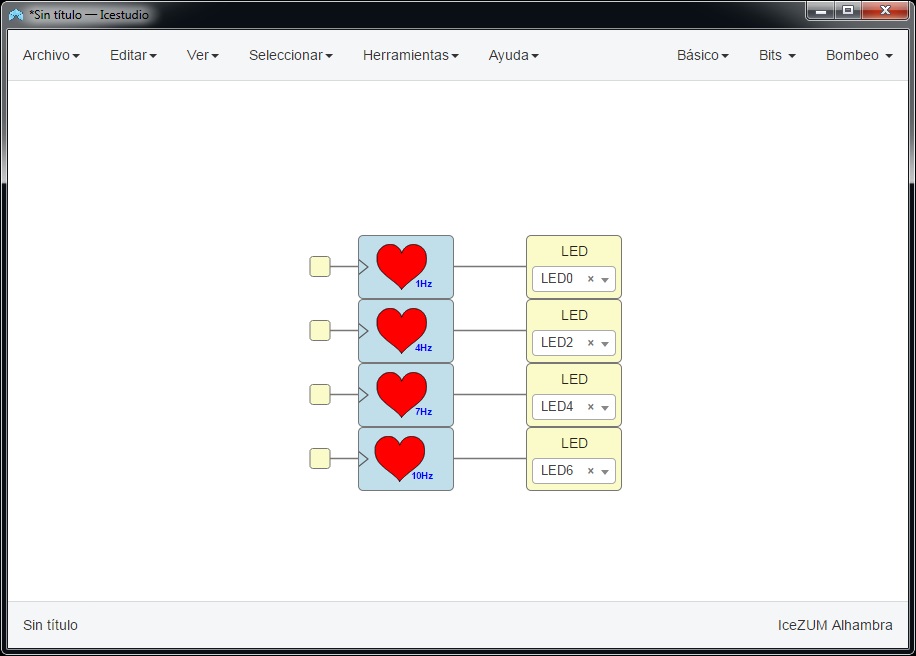 *Sin título — Icestudio
Archivo Editar Ver Seleccionar Herramientas Ayuda Básico Bits Bombeo
1Hz
LED
LED0 ×
4Hz
LED
LED2 ×
7Hz
LED
LED4 ×
10Hz
LED
LED6 ×
Sin título IceZUM Alhambra